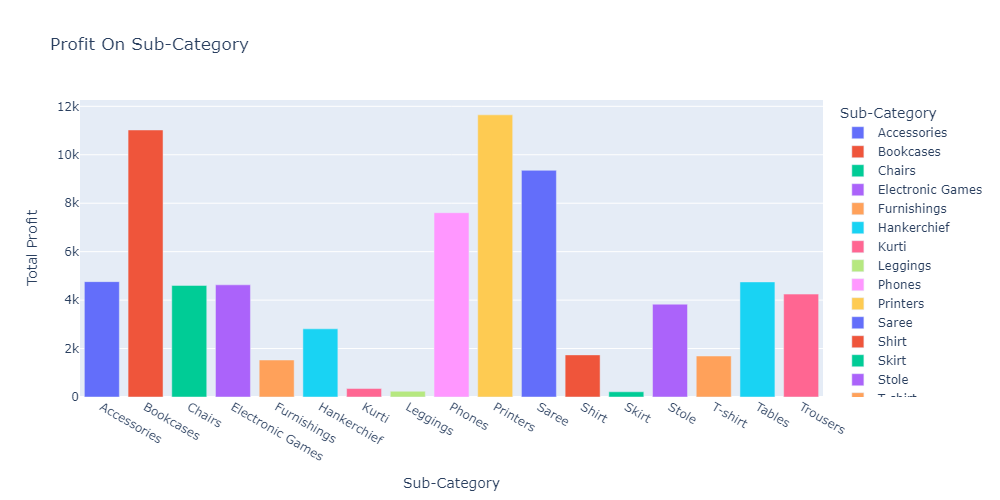 Profit On Sub-Category
Total Profit
12k
10k
8k
6k
4k
2k
0
Accessories
Bookcases
Chairs
Electronic Games
Furnishings
Hankerchief
Kurti
Leggings
Phones
Printers
Saree
Shirt
Skirt
Stole
T-shirt
Tables
Trousers
Sub-Category
Sub-Category
Accessories
Bookcases
Chairs
Electronic Games
Furnishings
Hankerchief
Kurti
Leggings
Phones
Printers
Saree
Shirt
Skirt
Stole
T-shirt